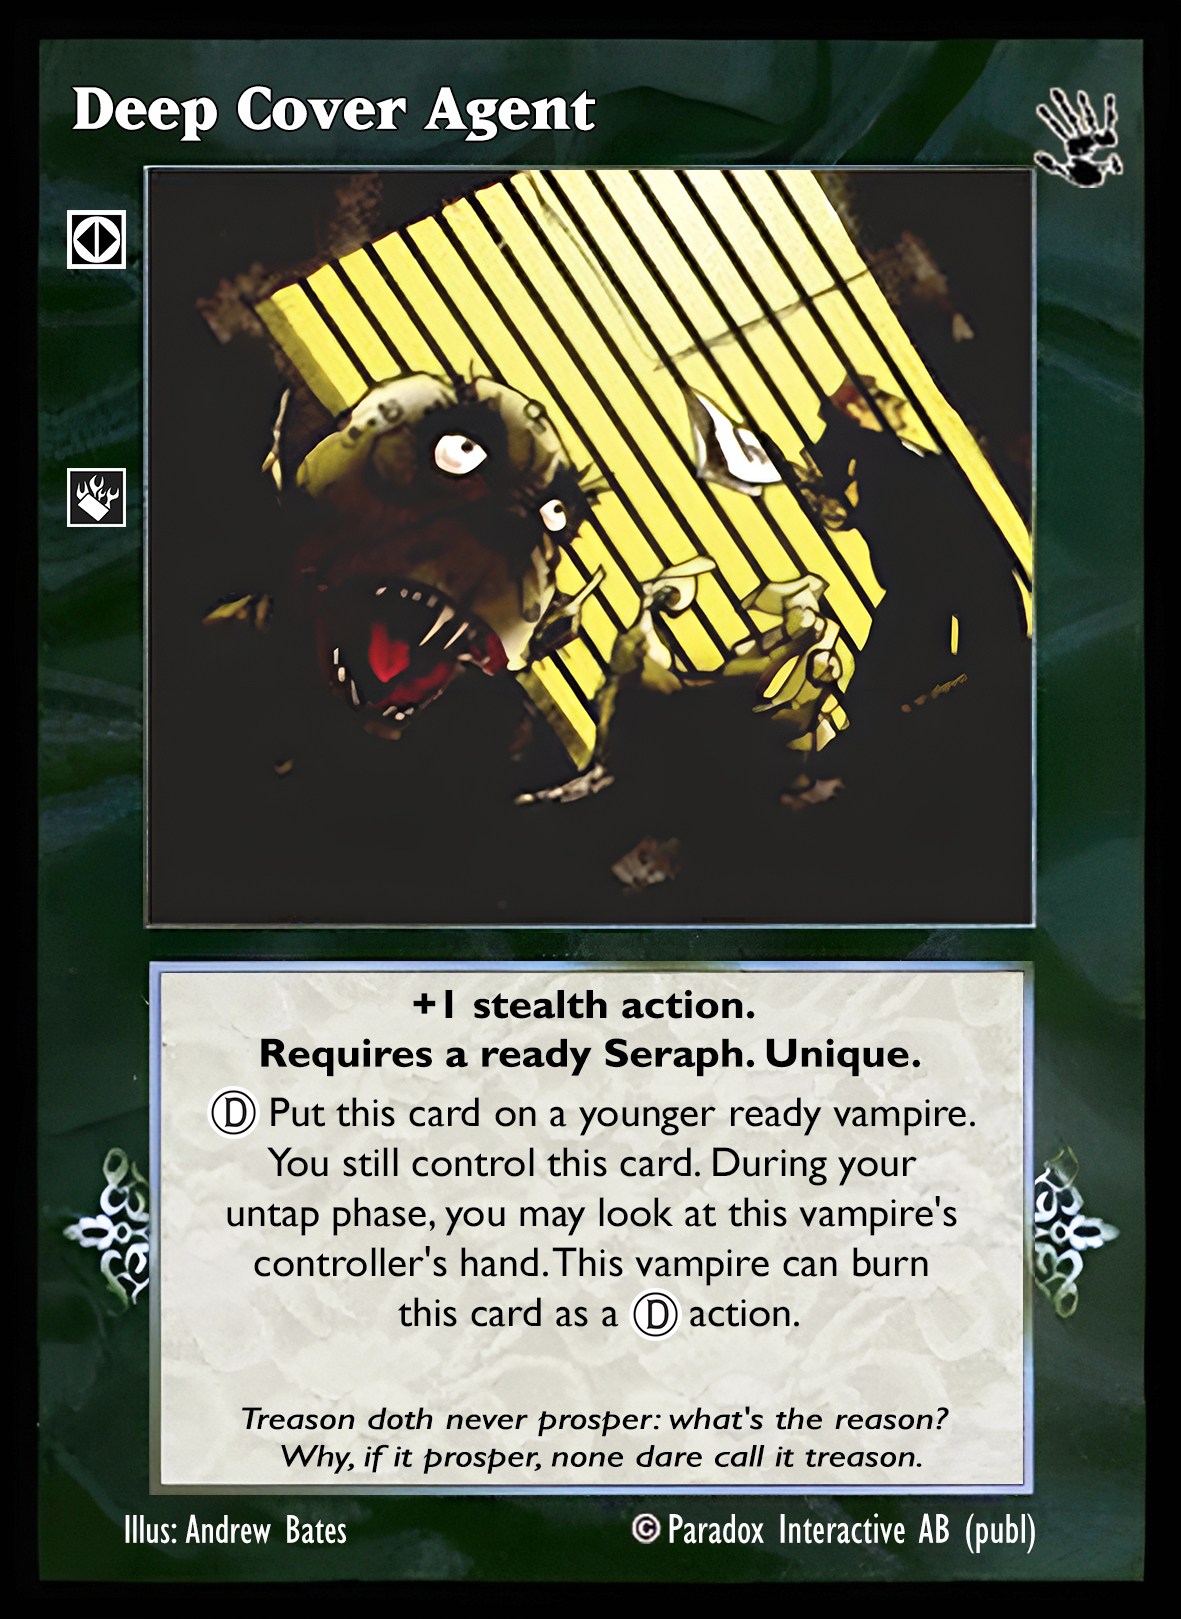 Deep Cover Agent
+1 stealth action.
Requires a ready Seraph. Unique.
Ⓓ Put this card on a younger ready vampire.
You still control this card. During your
untap phase, you may look at this vampire's
controller's hand. This vampire can burn
this card as a Ⓓ action.
Treason doth never prosper: what's the reason?
Why, if it prosper, none dare call it treason.
Illus: Andrew Bates
© Paradox Interactive AB (publ)